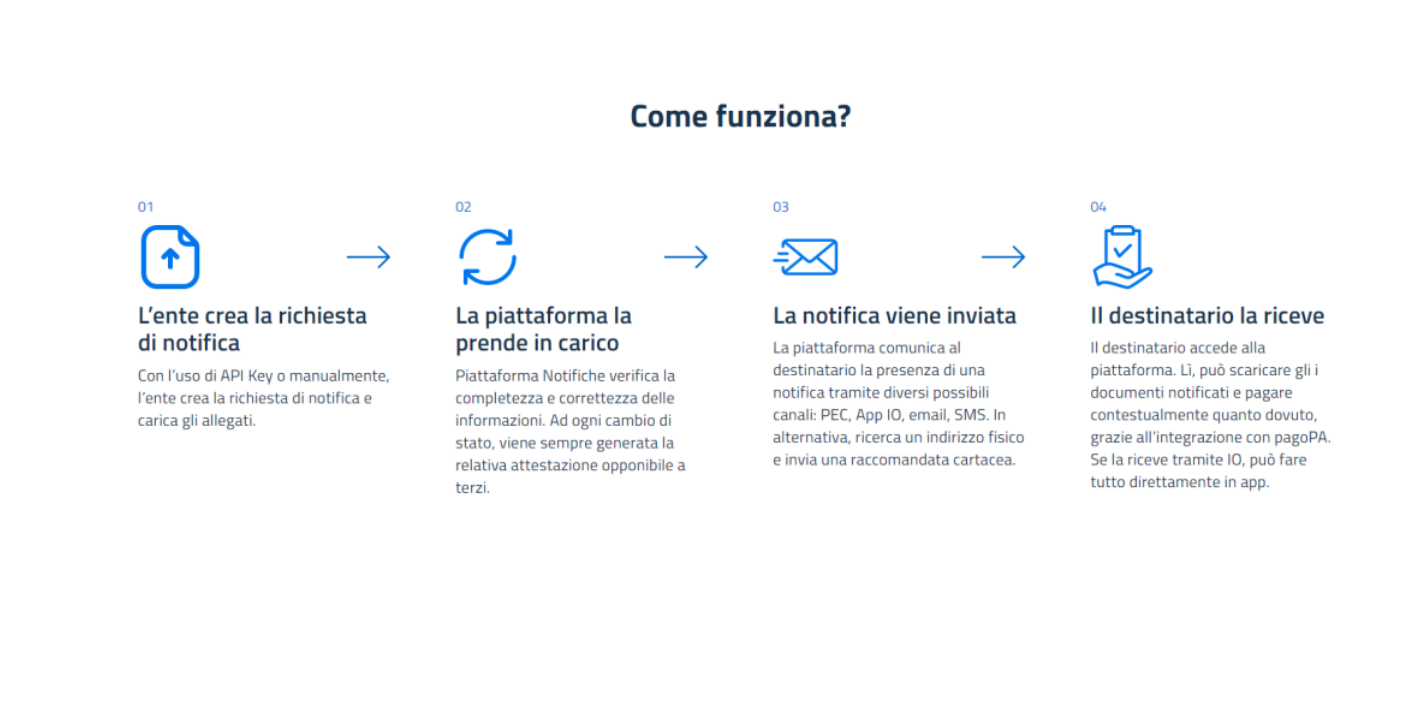 Come funziona?
01
L'ente crea la richiesta
di notifica
Con l'uso di API Key o manualmente,
l'ente crea la richiesta di notifica e
carica gli allegati.
02
La piattaforma la
prende in carico
Piattaforma Notifiche verifica la
completezza e correttezza delle
informazioni. Ad ogni cambio di
stato, viene sempre generata la
relativa attestazione opponibile a
terzi.
03
La notifica viene inviata
La piattaforma comunica al
destinatario la presenza di una
notifica tramite diversi possibili
canali: PEC, App IO, email, SMS. In
alternativa, ricerca un indirizzo fisico
e invia una raccomandata cartacea.
04
Il destinatario la riceve
Il destinatario accede alla
piattaforma. Lì, può scaricare gli i
documenti notificati e pagare
contestualmente quanto dovuto,
grazie all'integrazione con pagoPA.
Se la riceve tramite IO, può fare
tutto direttamente in app.